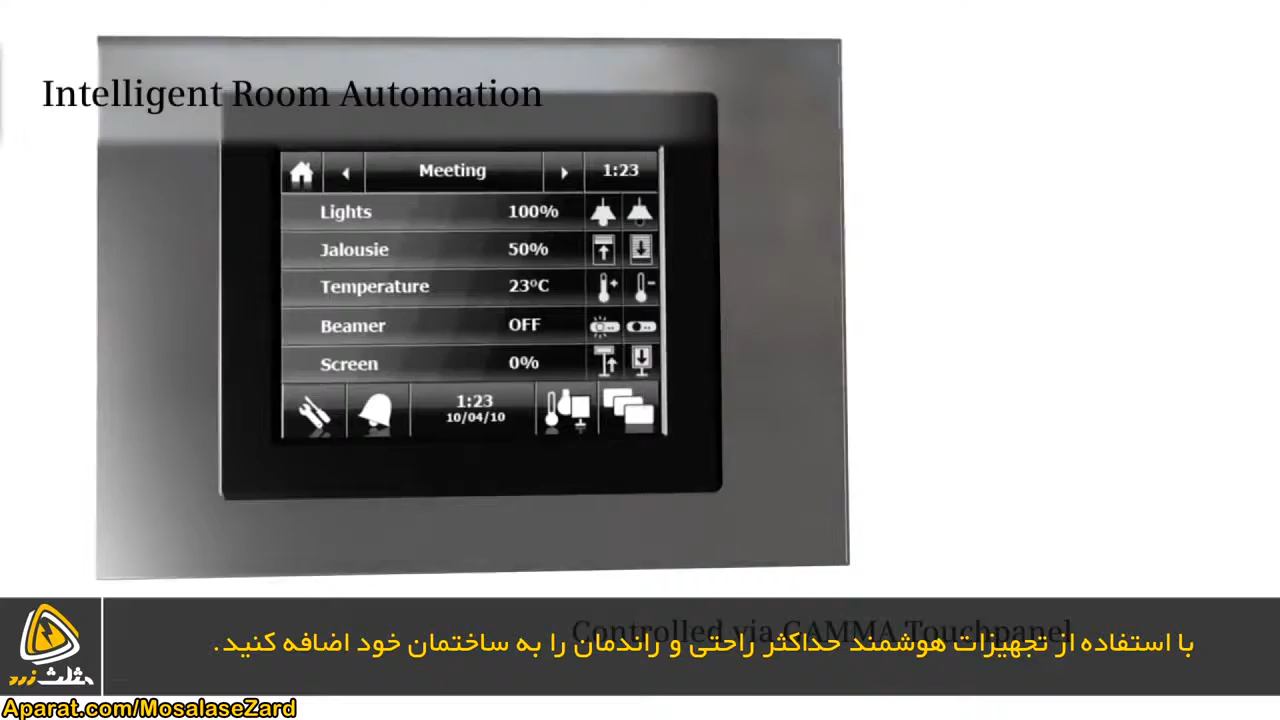 Intelligent Room Automation
Meeting 1:23
Lights 100%
Jalousie 50%
Temperature 23°C
Beamer OFF
Screen 0%
1:23
10/04/10
Controlled via GAMMA Touchpanel
با استفاده از تجهیزات هوشمند حداکثر راحتی و راندمان را به ساختمان خود اضافه کنید.
مثلث زرد
Aparat.com/MosalaseZard